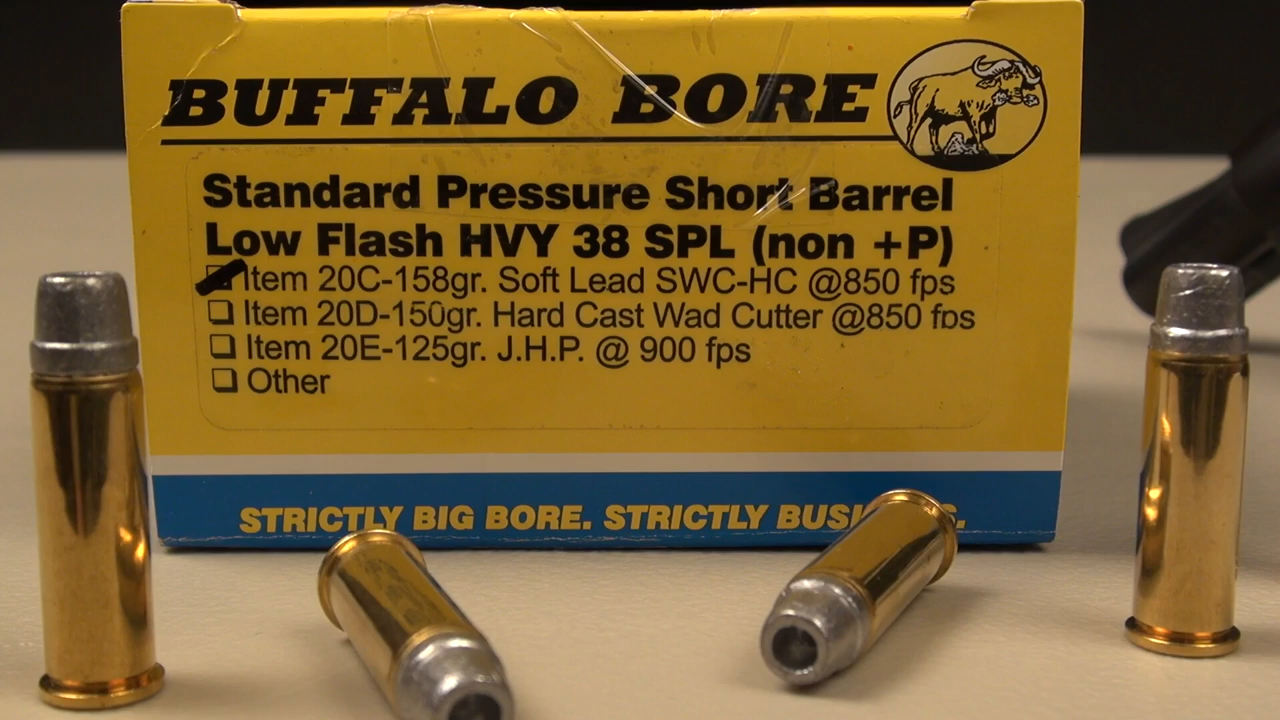 BUFFALO BORE
Standard Pressure Short Barrel
Low Flash HVY 38 SPL (non +P)
Item 20C-158gr. Soft Lead SWC-HC @850 fps
Item 20D-150gr. Hard Cast Wad Cutter @850 fps
Item 20E-125gr. J.H.P. @ 900 fps
Other
STRICTLY BIG BORE. STRICTLY